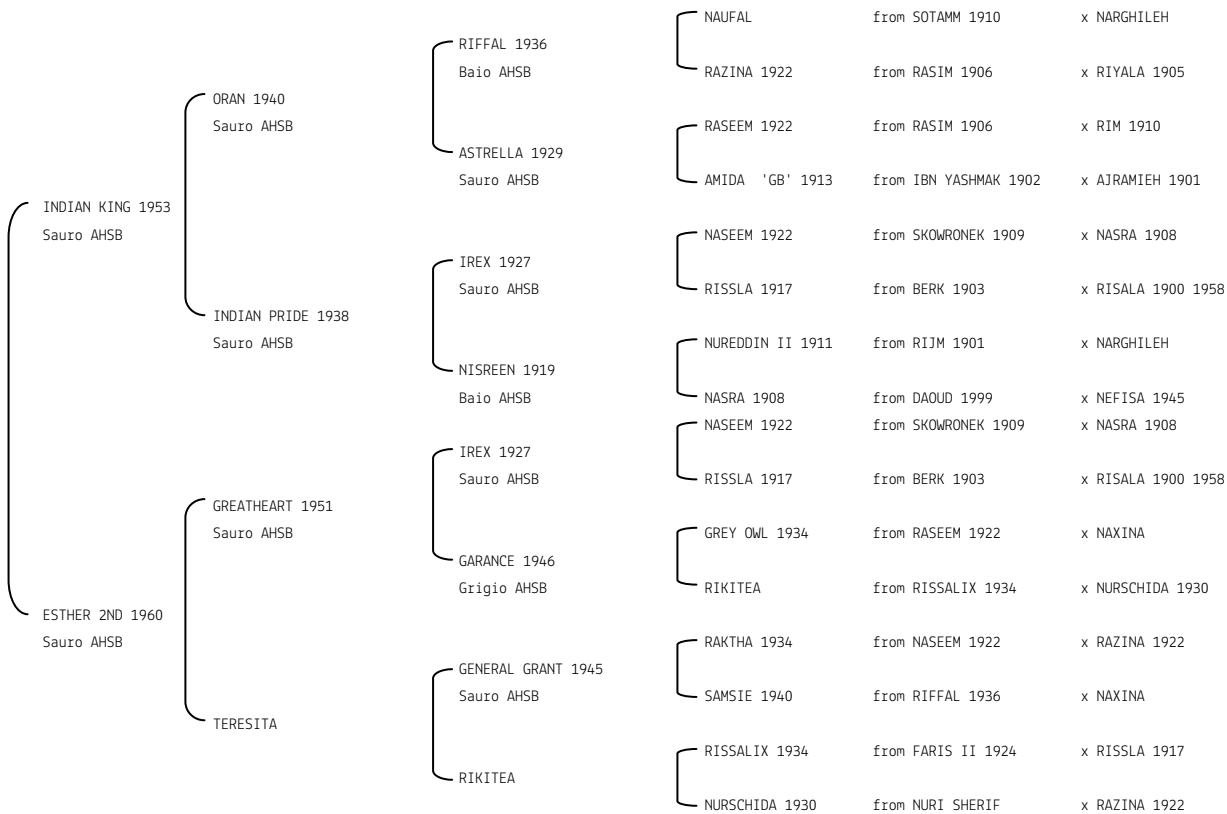 NAUFAL from SOTAMM 1910 x NARGHILEH
RIFFAL 1936
Baio AHSB
RAZINA 1922 from RASIM 1906 x RIYALA 1905
ORAN 1940
Sauro AHSB
RASEEM 1922 from RASIM 1906 x RIM 1910
ASTRELLA 1929
Sauro AHSB
AMIDA 'GB' 1913 from IBN YASHMAK 1902 x AJRAMIEH 1901
INDIAN KING 1953
Sauro AHSB
NASEEM 1922 from SKOWRONEK 1909 x NASRA 1908
IREX 1927
Sauro AHSB
RISSLA 1917 from BERK 1903 x RISALA 1900 1958
INDIAN PRIDE 1938
Sauro AHSB
NUREDDIN II 1911 from RIJM 1901 x NARGHILEH
NISREEN 1919
Baio AHSB
NASRA 1908 from DAOUD 1999 x NEFISA 1945
NASEEM 1922 from SKOWRONEK 1909 x NASRA 1908
IREX 1927
Sauro AHSB
RISSLA 1917 from BERK 1903 x RISALA 1900 1958
GREATHEART 1951
Sauro AHSB
GREY OWL 1934 from RASEEM 1922 x NAXINA
GARANCE 1946
Grigio AHSB
RIKITEA from RISSALIX 1934 x NURSCHIDA 1930
ESTHER 2ND 1960
Sauro AHSB
RAKTHA 1934 from NASEEM 1922 x RAZINA 1922
GENERAL GRANT 1945
Sauro AHSB
SAMSIE 1940 from RIFFAL 1936 x NAXINA
TERESITA
RISSALIX 1934 from FARIS II 1924 x RISSLA 1917
RIKITEA
NURSCHIDA 1930 from NURI SHERIF x RAZINA 1922